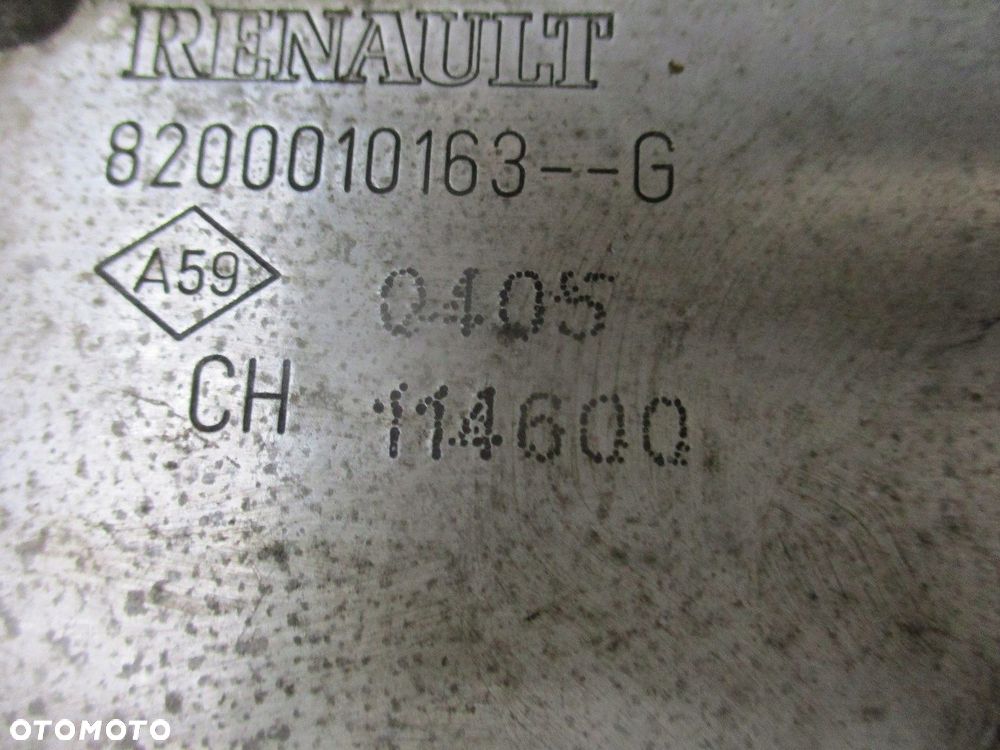 RENAULT
8200010163--G
A59
0405
CH
114600
OTOMOTO